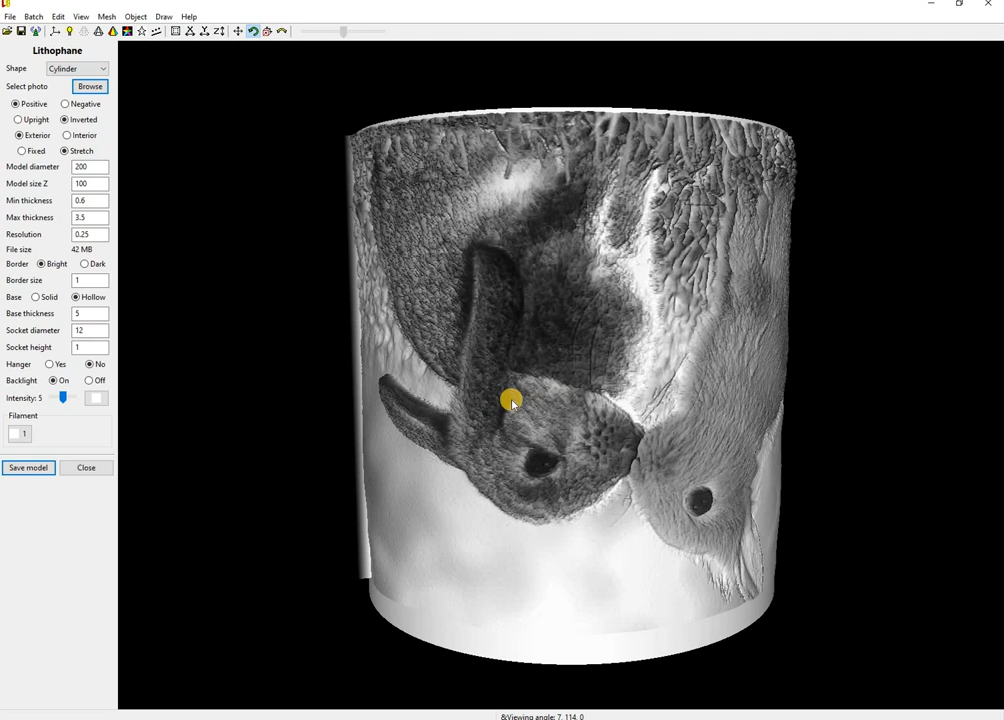 File Batch Edit View Mesh Object Draw Help
Lithophane
Shape Cylinder
Select photo Browse
Positive Negative
Upright Inverted
Exterior Interior
Fixed Stretch
Model diameter 200
Model size Z 100
Min thickness 0.6
Max thickness 3.5
Resolution 0.25
File size 42 MB
Border Bright Dark
Border size 1
Base Solid Hollow
Base thickness 5
Socket diameter 12
Socket height 1
Hanger Yes No
Backlight On Off
Intensity: 5
Filament
1
Save model Close
&Viewing angle: 7, 114, 0